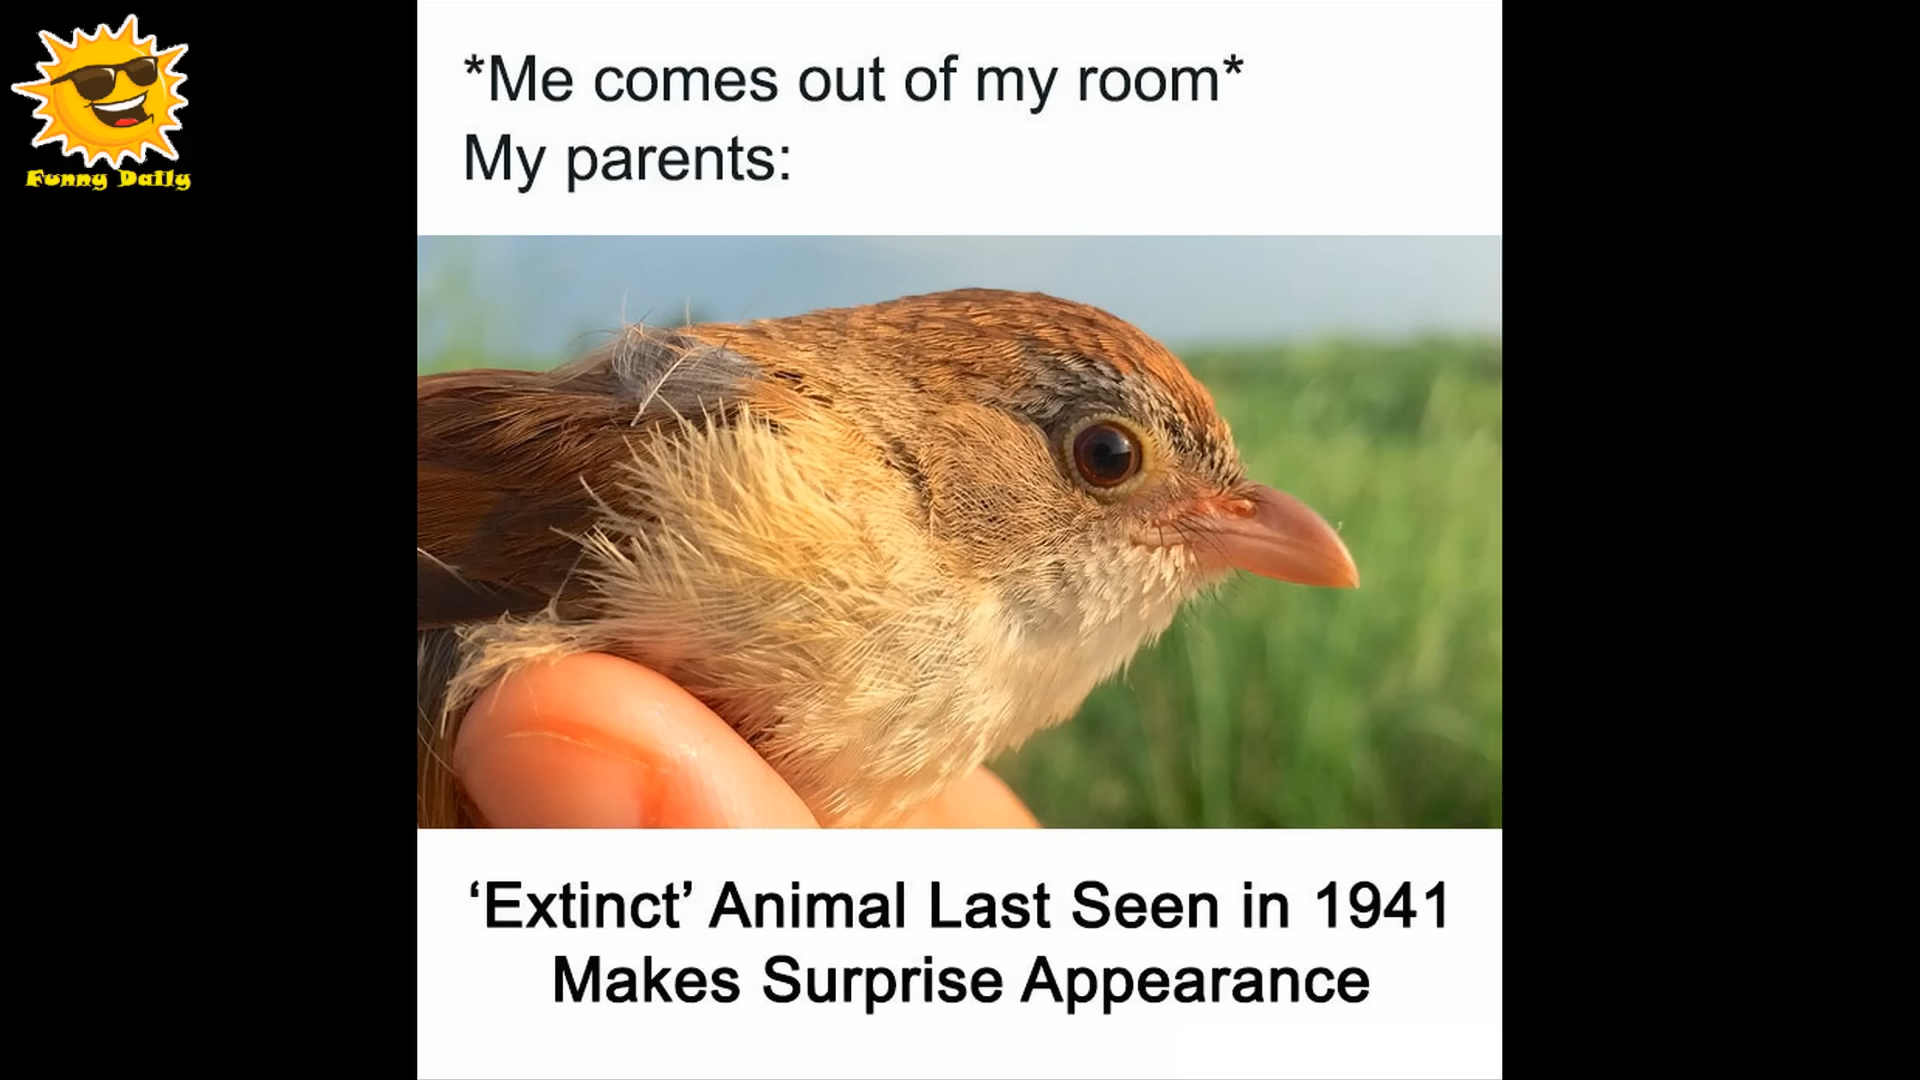 Funny Daily
*Me comes out of my room*
My parents:
‘Extinct’ Animal Last Seen in 1941
Makes Surprise Appearance